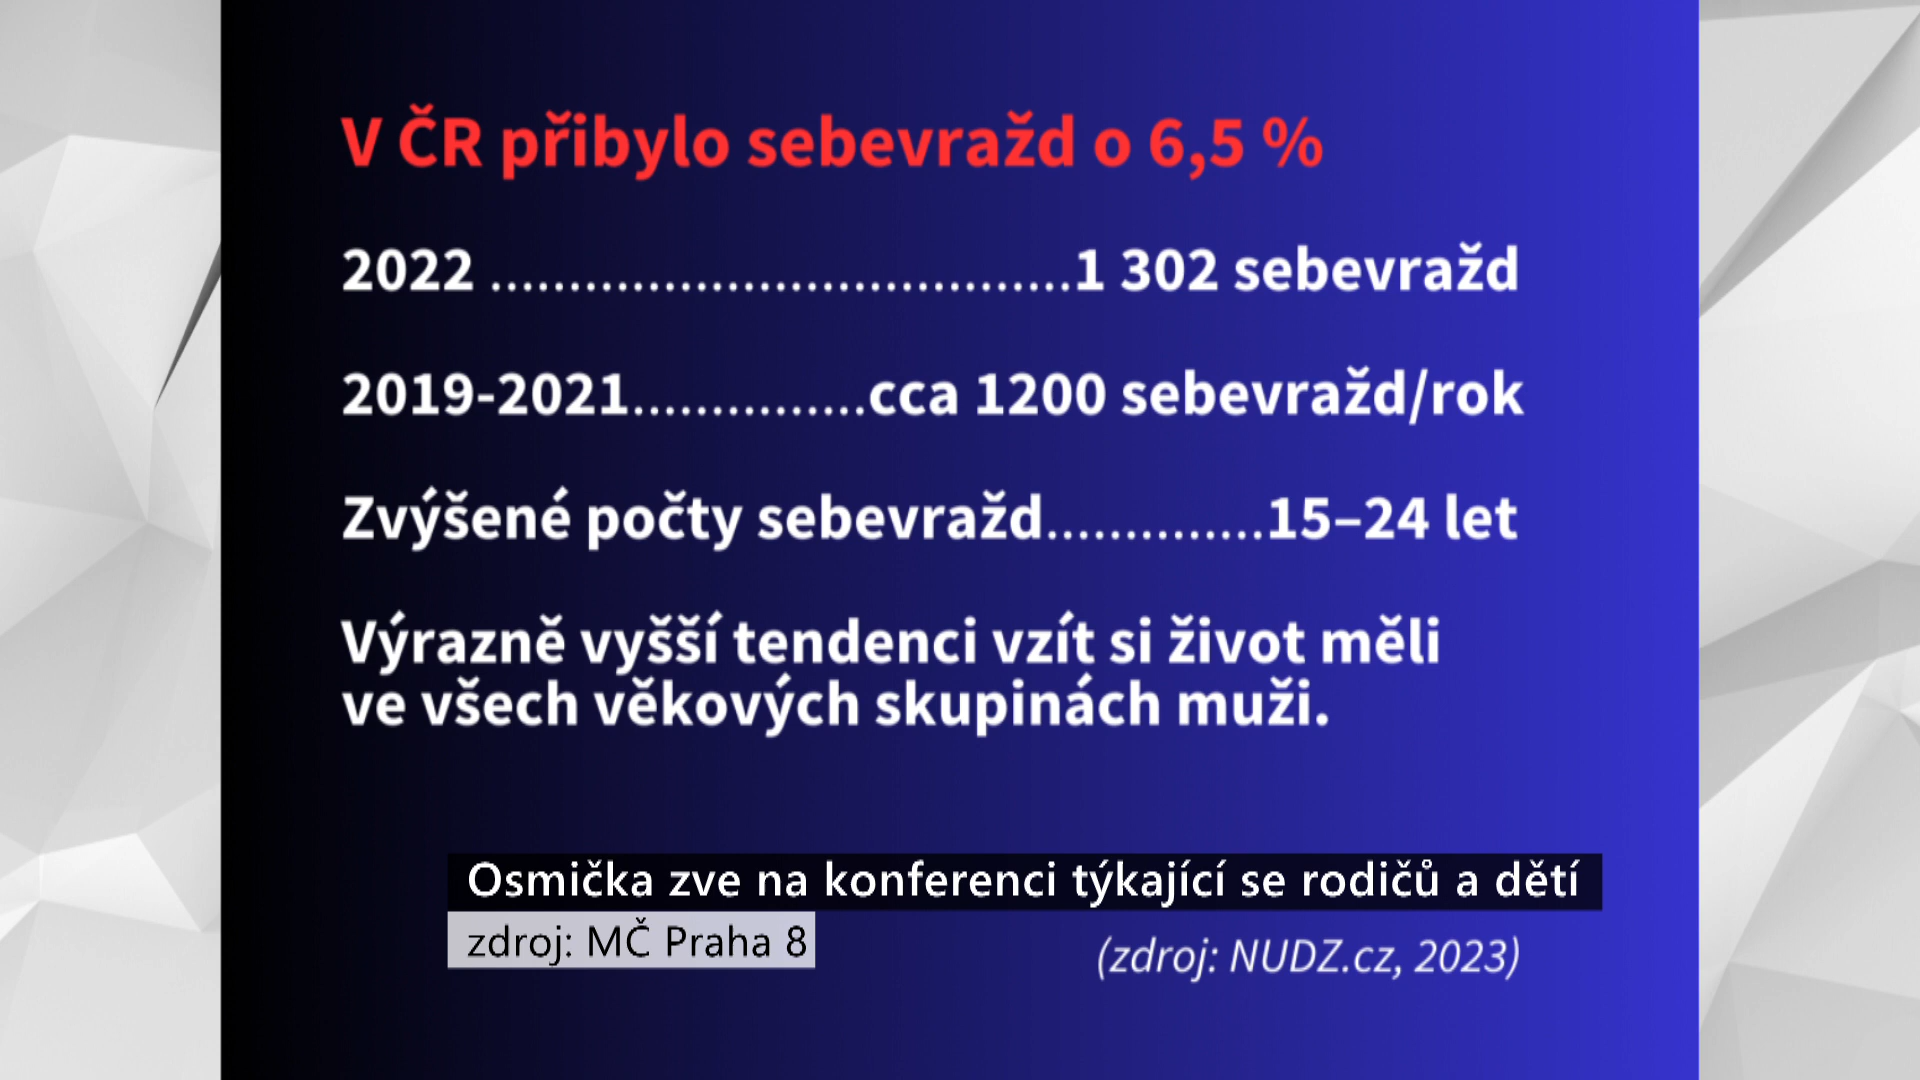 V ČR přibylo sebevražd o 6,5 %
2022 .....................................1 302 sebevražd
2019-2021...............cca 1200 sebevražd/rok
Zvýšené počty sebevražd..............15–24 let
Výrazně vyšší tendenci vzít si život měli
ve všech věkových skupinách muži.
Osmička zve na konferenci týkající se rodičů a dětí
zdroj: MČ Praha 8
(zdroj: NUDZ.cz, 2023)